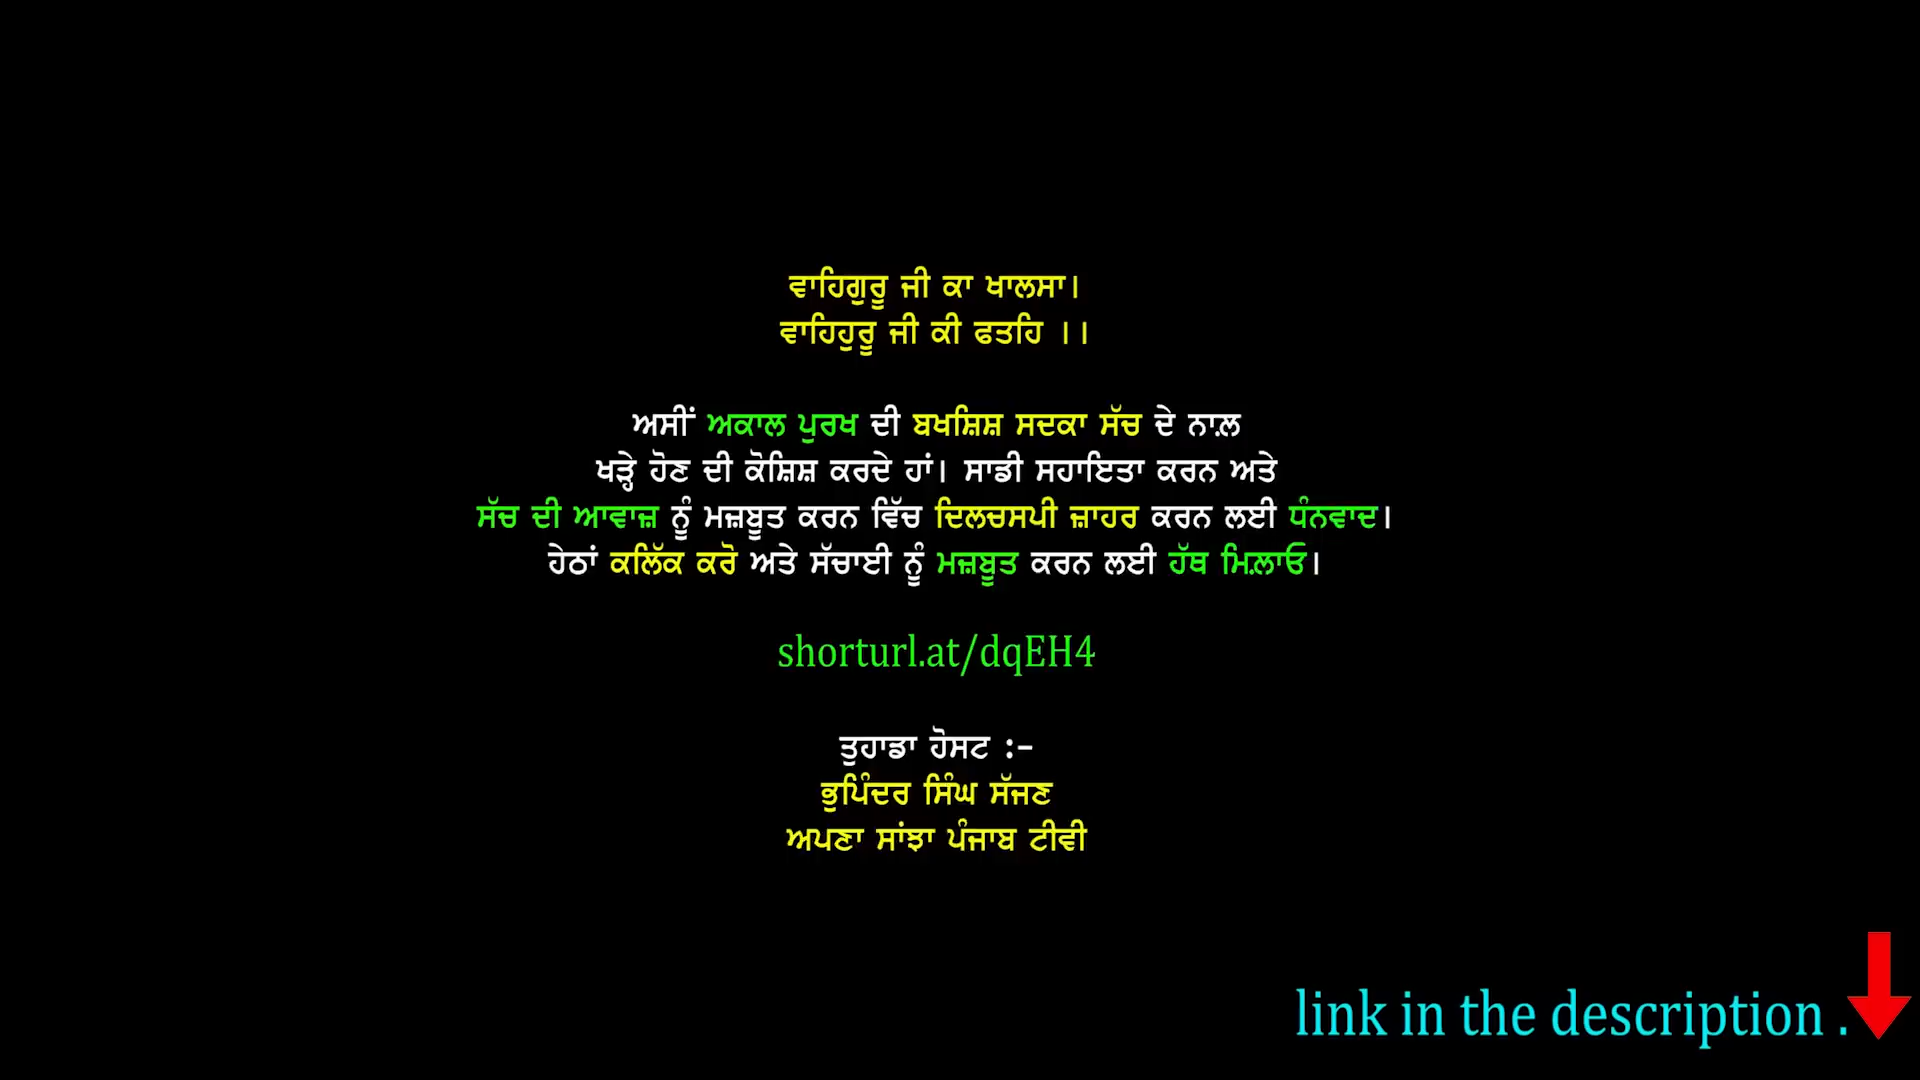 ਵਾਹਿਗੁਰੂ ਜੀ ਕਾ ਖਾਲਸਾ।
ਵਾਹਿਹੁਰੂ ਜੀ ਕੀ ਫਤਹਿ ।।
ਅਸੀਂ ਅਕਾਲ ਪੁਰਖ ਦੀ ਬਖਸ਼ਿਸ਼ ਸਦਕਾ ਸੱਚ ਦੇ ਨਾਲ਼
ਖੜ੍ਹੇ ਹੋਣ ਦੀ ਕੋਸ਼ਿਸ਼ ਕਰਦੇ ਹਾਂ। ਸਾਡੀ ਸਹਾਇਤਾ ਕਰਨ ਅਤੇ
ਸੱਚ ਦੀ ਆਵਾਜ਼ ਨੂੰ ਮਜ਼ਬੂਤ ਕਰਨ ਵਿੱਚ ਦਿਲਚਸਪੀ ਜ਼ਾਹਰ ਕਰਨ ਲਈ ਧੰਨਵਾਦ।
ਹੇਠਾਂ ਕਲਿੱਕ ਕਰੋ ਅਤੇ ਸੱਚਾਈ ਨੂੰ ਮਜ਼ਬੂਤ ਕਰਨ ਲਈ ਹੱਥ ਮਿਲਾਓ।
shorturl.at/dqEH4
ਤੁਹਾਡਾ ਹੋਸਟ :-
ਭੁਪਿੰਦਰ ਸਿੰਘ ਸੱਜਣ
ਅਪਣਾ ਸਾਂਝਾ ਪੰਜਾਬ ਟੀਵੀ
link in the description .